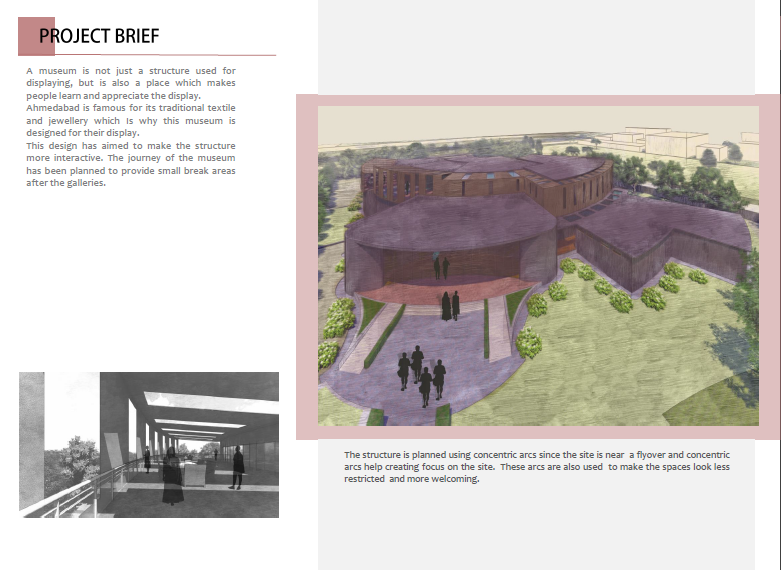 PROJECT BRIEF
A museum is not just a structure used for
displaying, but is also a place which makes
people learn and appreciate the display.
Ahmedabad is famous for its traditional textile
and jewellery which Is why this museum is
designed for their display.
This design has aimed to make the structure
more interactive. The journey of the museum
has been planned to provide small break areas
after the galleries.
The structure is planned using concentric arcs since the site is near a flyover and concentric
arcs help creating focus on the site. These arcs are also used to make the spaces look less
restricted and more welcoming.